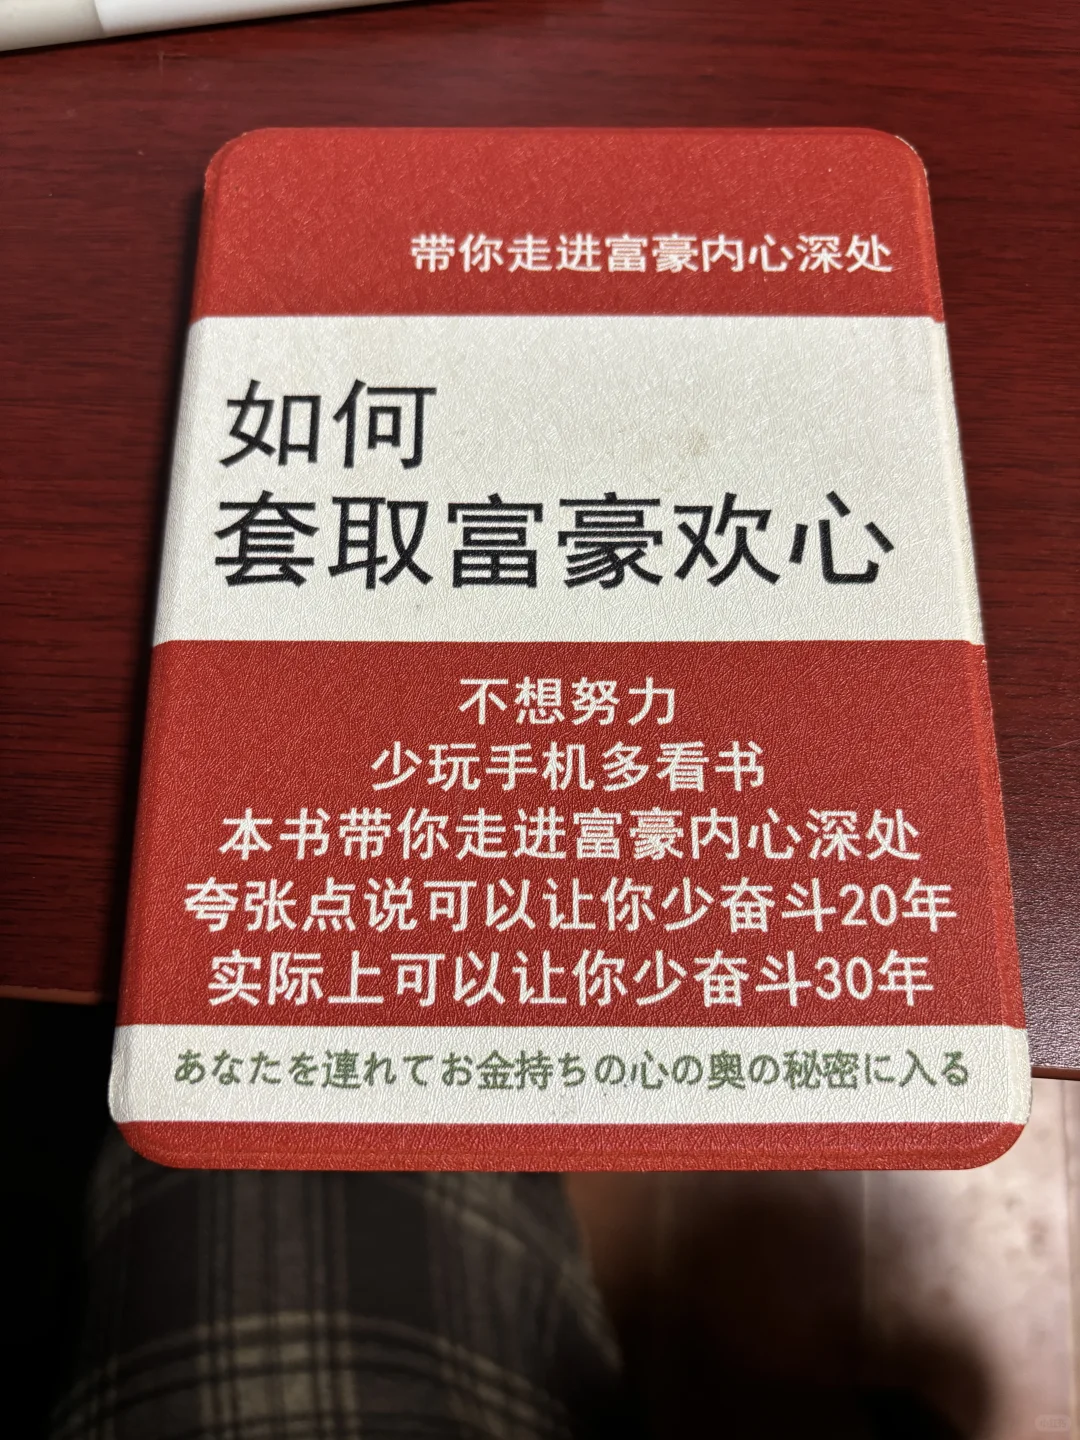 带你走进富豪内心深处
如何
套取富豪欢心
不想努力
少玩手机多看书
本书带你走进富豪内心深处
夸张点说可以让你少奋斗20年
实际上可以让你少奋斗30年
あなたを連れてお金持ちの心の奥の秘密に入る
小红书